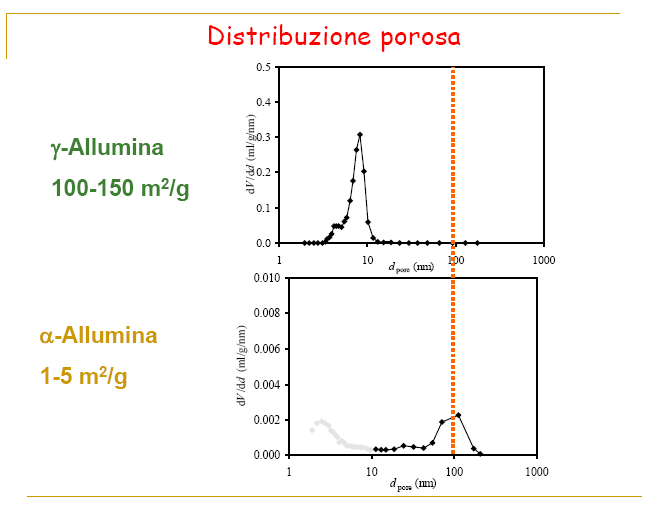 Distribuzione porosa
γ-Allumina
100-150 m²/g
dV/dd (ml/g/nm)
0.5
0.4
0.3
0.2
0.1
0.0
1 10 100 1000
d pore (nm)
α-Allumina
1-5 m²/g
dV/dd (ml/g/nm)
0.010
0.008
0.006
0.004
0.002
0.000
1 10 100 1000
d pore (nm)